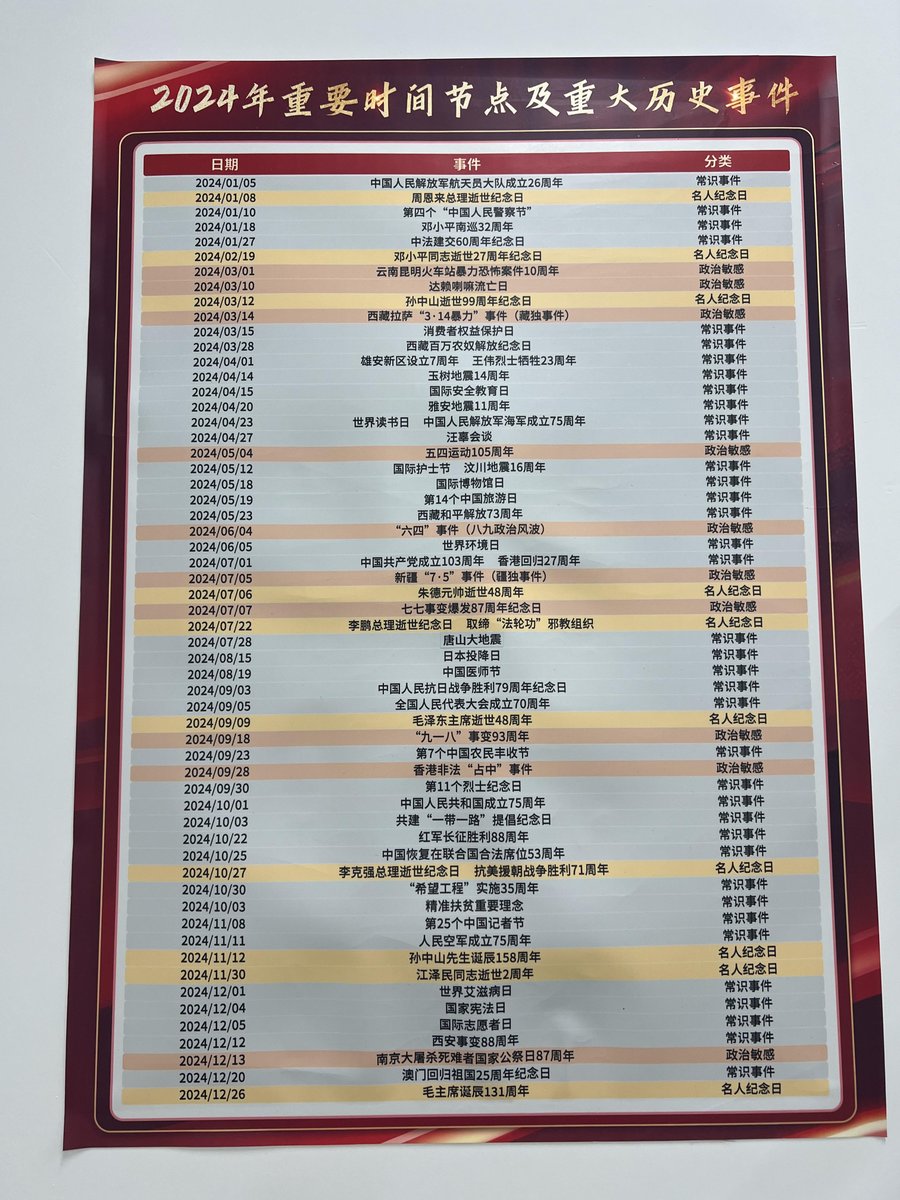 2024年重要时间节点及重大历史事件
日期 事件 分类
2024/01/05 中国人民解放军航天员大队成立26周年 常识事件
2024/01/08 周恩来总理逝世纪念日 名人纪念日
2024/01/10 第四个“中国人民警察节” 常识事件
2024/01/18 邓小平南巡32周年 常识事件
2024/01/27 中法建交60周年纪念日 常识事件
2024/02/19 邓小平同志逝世27周年纪念日 名人纪念日
2024/03/01 云南昆明火车站暴力恐怖案件10周年 政治敏感
2024/03/10 达赖喇嘛流亡日 政治敏感
2024/03/12 孙中山逝世99周年纪念日 名人纪念日
2024/03/14 西藏拉萨“3·14暴力”事件（藏独事件） 政治敏感
2024/03/15 消费者权益保护日 常识事件
2024/03/28 西藏百万农奴解放纪念日 常识事件
2024/04/01 雄安新区设立7周年 王伟烈士牺牲23周年 常识事件
2024/04/14 玉树地震14周年 常识事件
2024/04/15 国际安全教育日 常识事件
2024/04/20 雅安地震11周年 常识事件
2024/04/23 世界读书日 中国人民解放军海军成立75周年 常识事件
2024/04/27 汪辜会谈 常识事件
2024/05/04 五四运动105周年 政治敏感
2024/05/12 国际护士节 汶川地震16周年 常识事件
2024/05/18 国际博物馆日 常识事件
2024/05/19 第14个中国旅游日 常识事件
2024/05/23 西藏和平解放73周年 常识事件
2024/06/04 “六四”事件（八九政治风波） 政治敏感
2024/06/05 世界环境日 常识事件
2024/07/01 中国共产党成立103周年 香港回归27周年 常识事件
2024/07/05 新疆“7·5”事件（疆独事件） 政治敏感
2024/07/06 朱德元帅逝世48周年 名人纪念日
2024/07/07 七七事变爆发87周年纪念日 政治敏感
2024/07/22 李鹏总理逝世纪念日 取缔“法轮功”邪教组织 名人纪念日
2024/07/28 唐山大地震 常识事件
2024/08/15 日本投降日 常识事件
2024/08/19 中国医师节 常识事件
2024/09/03 中国人民抗日战争胜利79周年纪念日 常识事件
2024/09/05 全国人民代表大会成立70周年 常识事件
2024/09/09 毛泽东主席逝世48周年 名人纪念日
2024/09/18 “九一八”事变93周年 政治敏感
2024/09/23 第7个中国农民丰收节 常识事件
2024/09/28 香港非法“占中”事件 政治敏感
2024/09/30 第11个烈士纪念日 常识事件
2024/10/01 中国人民共和国成立75周年 常识事件
2024/10/03 共建“一带一路”提倡纪念日 常识事件
2024/10/22 红军长征胜利88周年 常识事件
2024/10/25 中国恢复在联合国合法席位53周年 常识事件
2024/10/27 李克强总理逝世纪念日 抗美援朝战争胜利71周年 名人纪念日
2024/10/30 “希望工程”实施35周年 常识事件
2024/10/03 精准扶贫重要理念 常识事件
2024/11/08 第25个中国记者节 常识事件
2024/11/11 人民空军成立75周年 常识事件
2024/11/12 孙中山先生诞辰158周年 名人纪念日
2024/11/30 江泽民同志逝世2周年 名人纪念日
2024/12/01 世界艾滋病日 常识事件
2024/12/04 国家宪法日 常识事件
2024/12/05 国际志愿者日 常识事件
2024/12/12 西安事变88周年 常识事件
2024/12/13 南京大屠杀死难者国家公祭日87周年 政治敏感
2024/12/20 澳门回归祖国25周年纪念日 常识事件
2024/12/26 毛主席诞辰131周年 名人纪念日